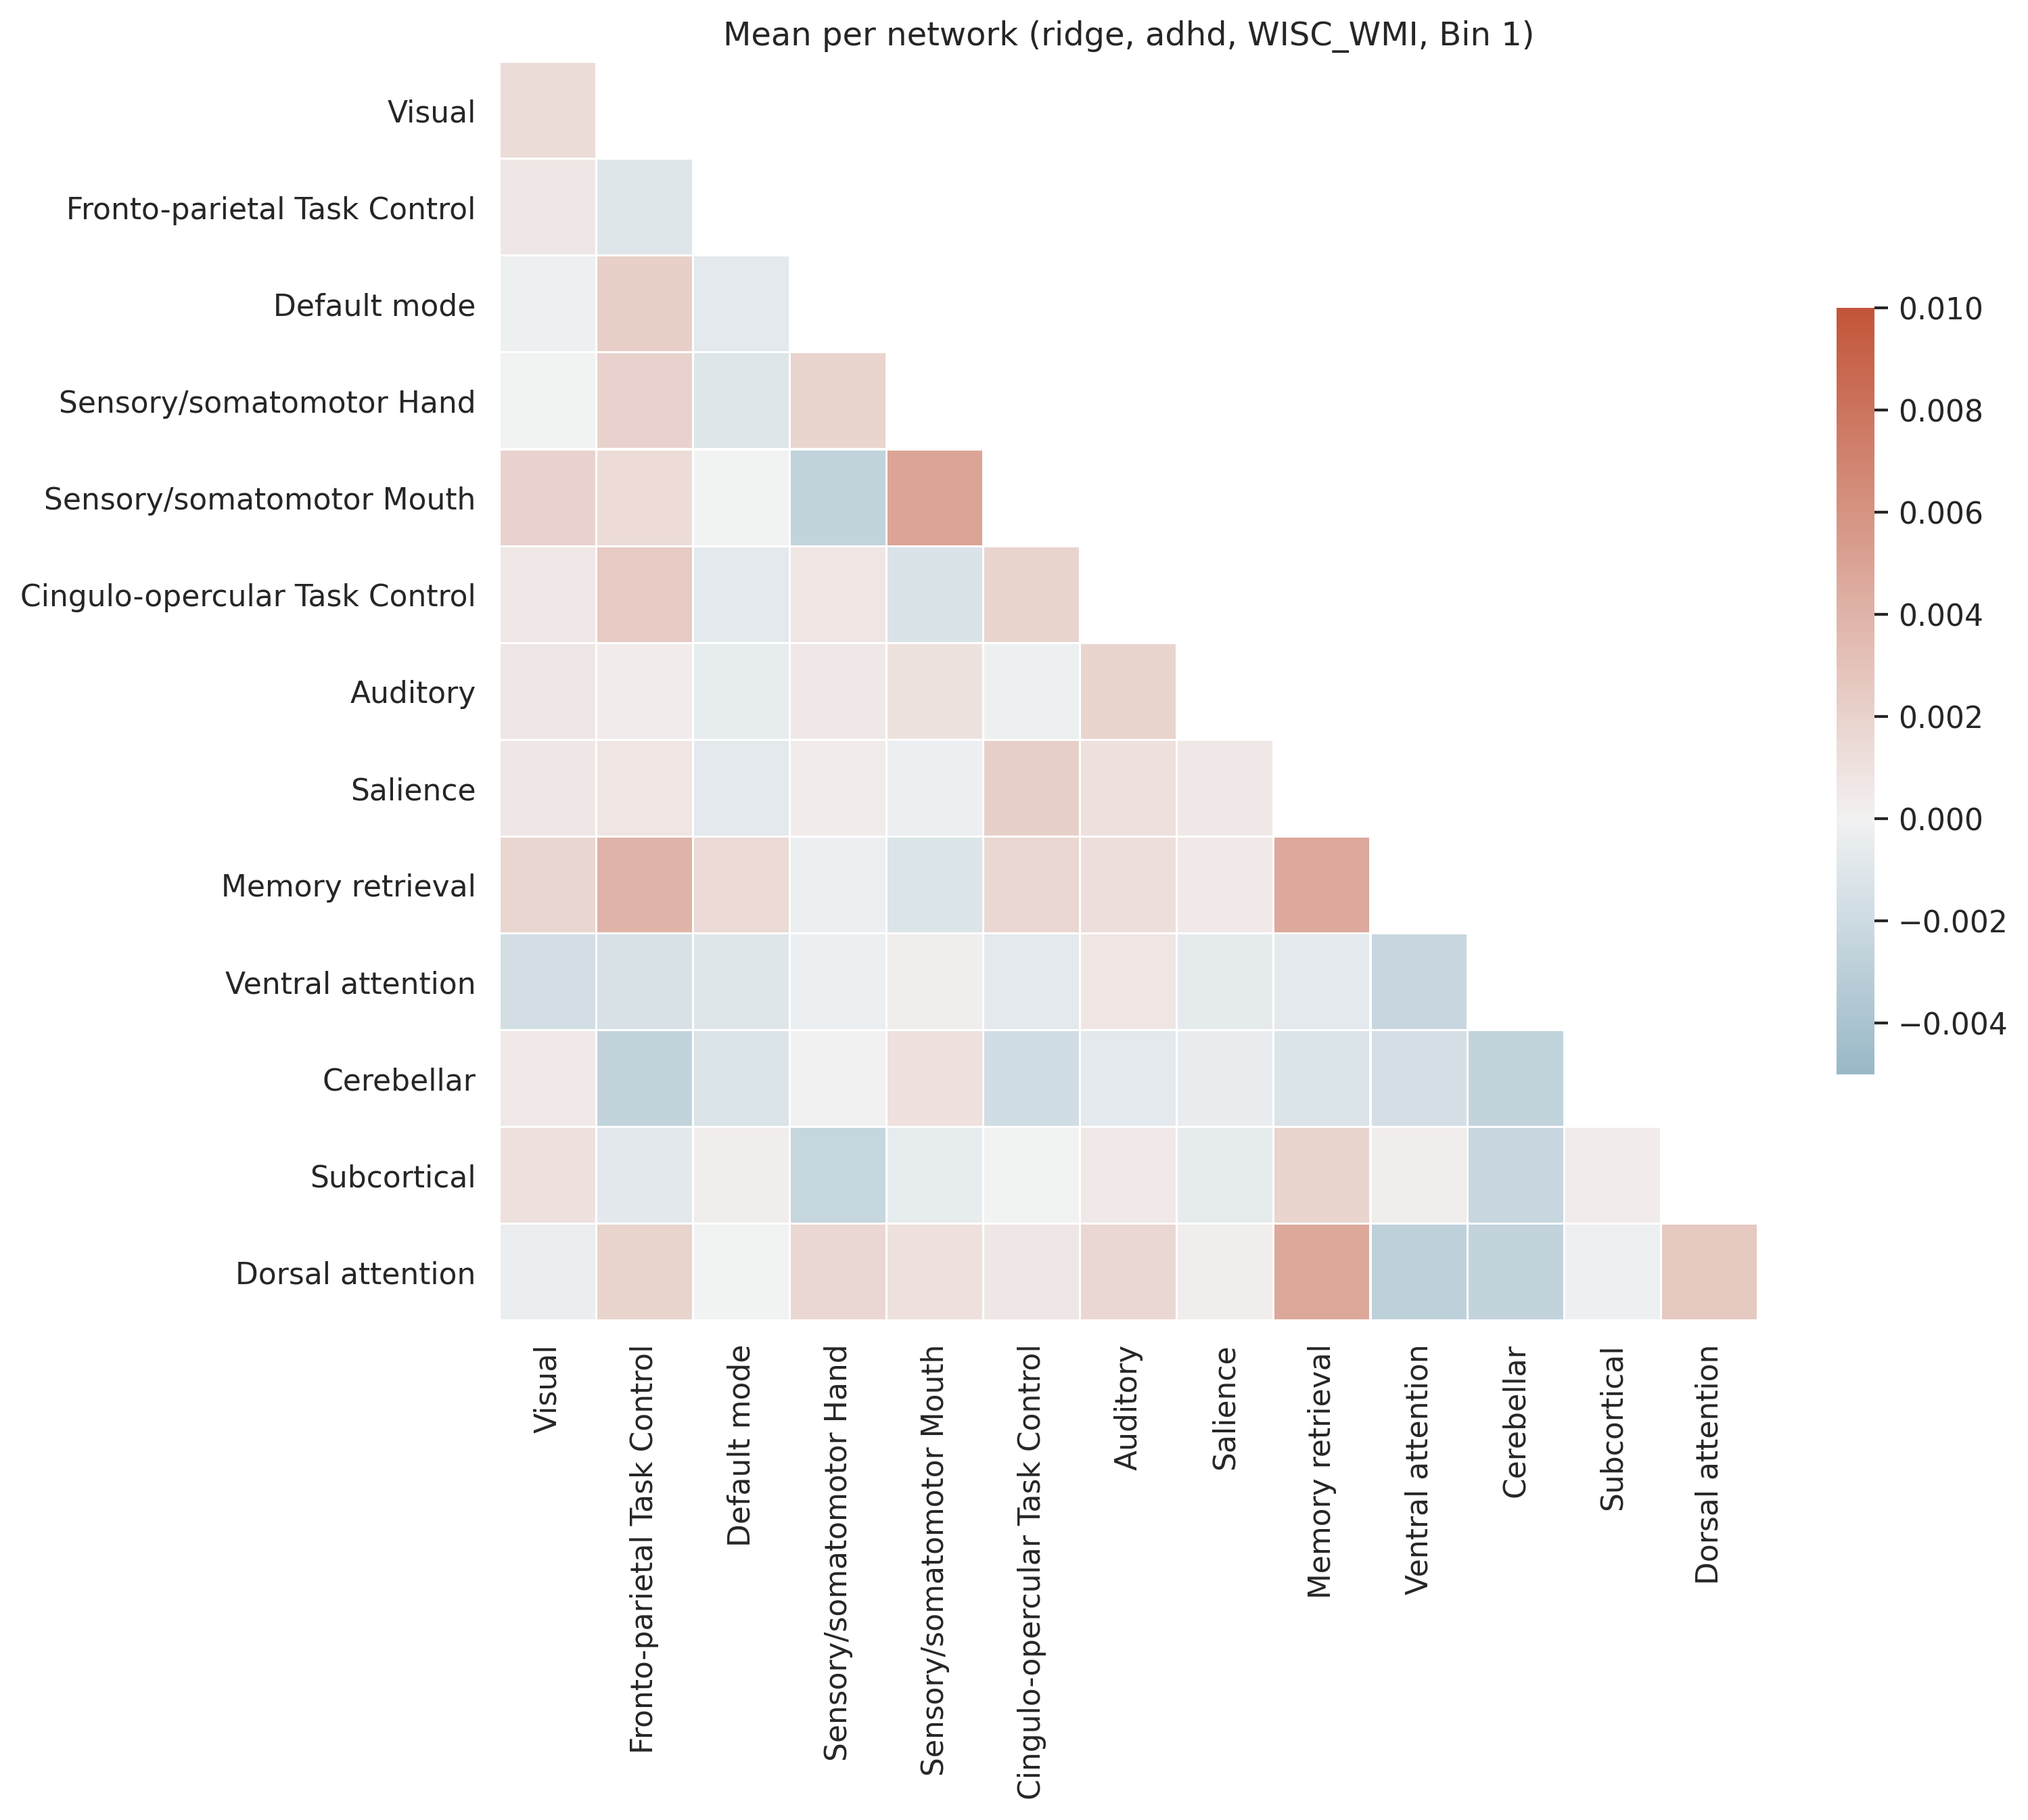 Mean per network (ridge, adhd, WISC_WMI, Bin 1)
Visual
Fronto-parietal Task Control
Default mode
Sensory/somatomotor Hand
Sensory/somatomotor Mouth
Cingulo-opercular Task Control
Auditory
Salience
Memory retrieval
Ventral attention
Cerebellar
Subcortical
Dorsal attention
Visual
Fronto-parietal Task Control
Default mode
Sensory/somatomotor Hand
Sensory/somatomotor Mouth
Cingulo-opercular Task Control
Auditory
Salience
Memory retrieval
Ventral attention
Cerebellar
Subcortical
Dorsal attention
0.010
0.008
0.006
0.004
0.002
0.000
−0.002
−0.004